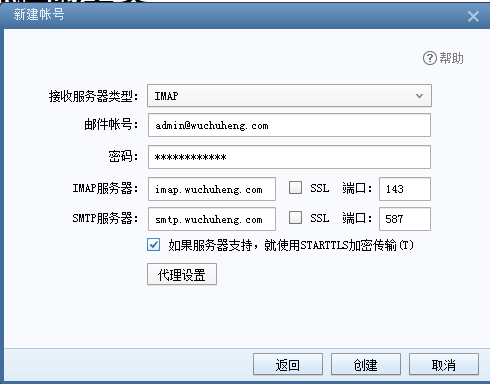 新建帐号
帮助
接收服务器类型: IMAP
邮件帐号: admin@wuchuheng.com
密码: ************
IMAP服务器: imap.wuchuheng.com SSL 端口: 143
SMTP服务器: smtp.wuchuheng.com SSL 端口: 587
如果服务器支持，就使用STARTTLS加密传输(T)
代理设置
返回 创建 取消